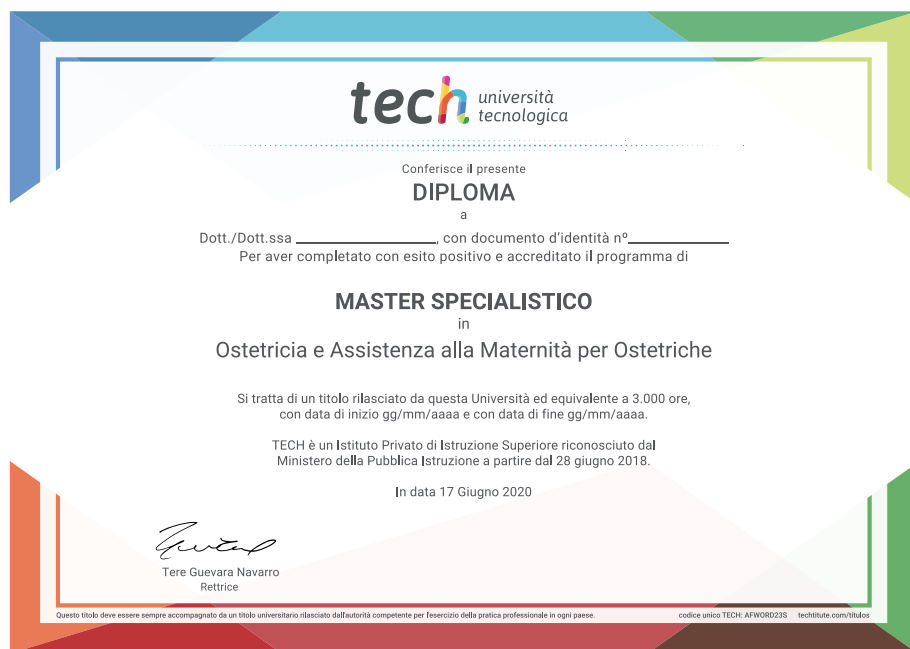 tech università
tecnologica
Conferisce il presente
DIPLOMA
a
Dott./Dott.ssa ________________, con documento d'identità nº____________
Per aver completato con esito positivo e accreditato il programma di
MASTER SPECIALISTICO
in
Ostetricia e Assistenza alla Maternità per Ostetriche
Si tratta di un titolo rilasciato da questa Università ed equivalente a 3.000 ore,
con data di inizio gg/mm/aaaa e con data di fine gg/mm/aaaa.
TECH è un Istituto Privato di Istruzione Superiore riconosciuto dal
Ministero della Pubblica Istruzione a partire dal 28 giugno 2018.
In data 17 Giugno 2020
Tere Guevara Navarro
Rettrice
Questo titolo deve essere sempre accompagnato da un titolo universitario rilasciato dall'autorità competente per l'esercizio della pratica professionale in ogni paese. codice unico TECH: AFWORD23S techtitute.com/títulos